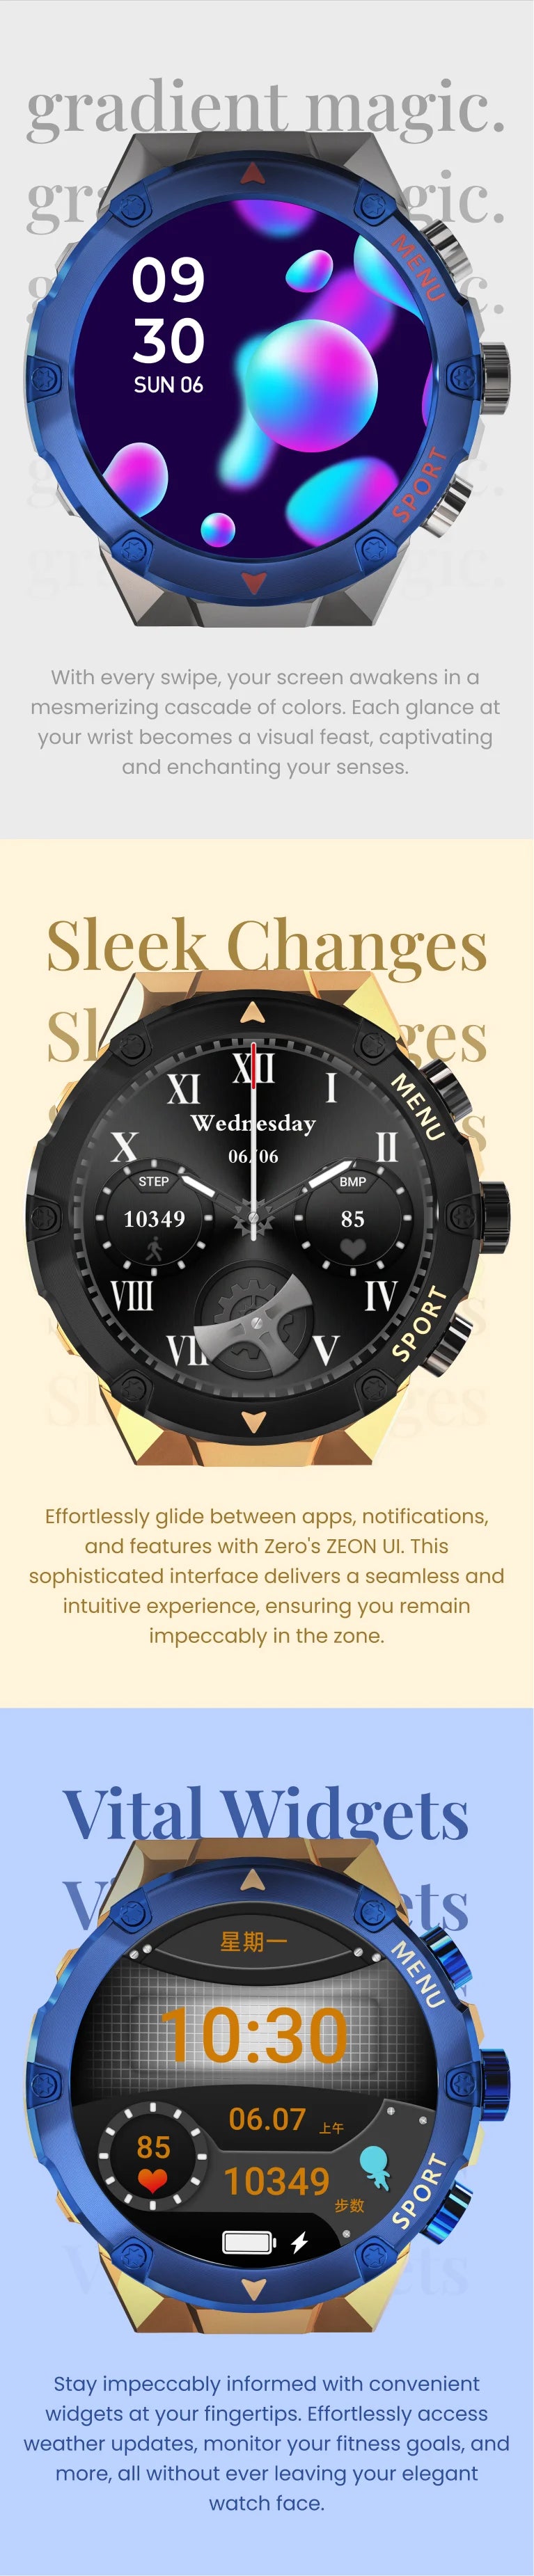 gradient magic.
09
30
SUN 06
MENU
SPORT
With every swipe, your screen awakens in a
mesmerizing cascade of colors. Each glance at
your wrist becomes a visual feast, captivating
and enchanting your senses.
Sleek Changes
XII
XI
I
Wednesday
X
II
06/06
STEP
BMP
10349
85
VIII
IV
VII
V
MENU
SPORT
Effortlessly glide between apps, notifications,
and features with Zero's ZEON UI. This
sophisticated interface delivers a seamless and
intuitive experience, ensuring you remain
impeccably in the zone.
Vital Widgets
星期一
10:30
06.07 上午
85
10349
步数
MENU
SPORT
Stay impeccably informed with convenient
widgets at your fingertips. Effortlessly access
weather updates, monitor your fitness goals, and
more, all without ever leaving your elegant
watch face.